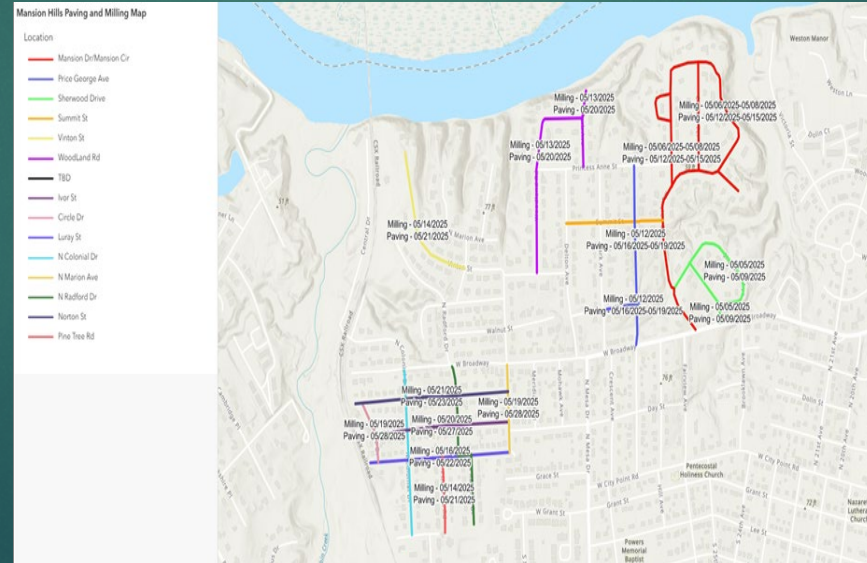 Mansion Hills Paving and Milling Map
Location
Mansion Dr/Mansion Cir
Price George Ave
Sherwood Drive
Summit St
Vinton St
WoodLand Rd
TBD
Ivor St
Circle Dr
Luray St
N Colonial Dr
N Marion Ave
N Radford Dr
Norton St
Pine Tree Rd
Weston Manor
Weston Ln
Milling - 05/13/2025
Paving - 05/20/2025
Milling - 05/06/2025-05/08/2025
Paving - 05/12/2025-05/15/2025
Milling - 05/13/2025
Paving - 05/20/2025
Milling - 05/06/2025-05/08/2025
Paving - 05/12/2025-05/15/2025
CSX Railroad
Princess Anne St
Central Dr
Milling - 05/14/2025
Paving - 05/21/2025
N Marion Ave
Milling - 05/12/2025
Paving - 05/16/2025-05/19/2025
Delton Ave
Milling - 05/05/2025
Paving - 05/09/2025
N Radford Dr
Milling - 05/12/2025
Paving - 05/16/2025-05/19/2025
Milling - 05/05/2025
Paving - 05/09/2025
Walnut St
CSX Railroad
W Broadway
W Broadway
Mohawk Ave
N Mesa Dr
Crescent Ave
Brooklawn Ave
N 21st Ave
N 20th Ave
Milling - 05/21/2025
Paving - 05/23/2025
Milling - 05/19/2025
Paving - 05/28/2025
Day St
Milling - 05/19/2025
Paving - 05/28/2025
Milling - 05/20/2025
Paving - 05/27/2025
Milling - 05/16/2025
Paving - 05/22/2025
Milling - 05/14/2025
Paving - 05/21/2025
Grace St
W City Point Rd
W City Point Rd
Grant St
Grant St
W Grant St
Lee St
Pentecostal
Holiness Church
Powers
Memorial
Baptist